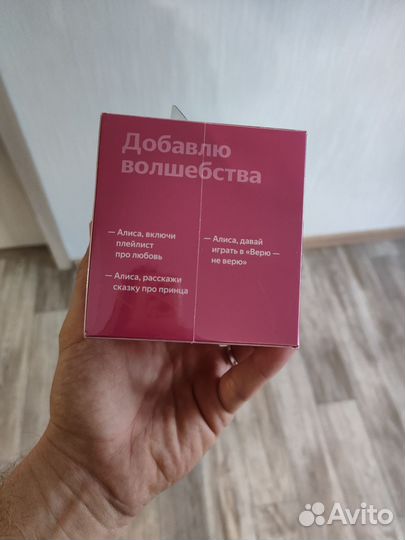 Добавлю
волшебства
— Алиса, включи
плейлист
про любовь
— Алиса, расскажи
сказку про принца
— Алиса, давай
играть в «Верю —
не верю»
Avito